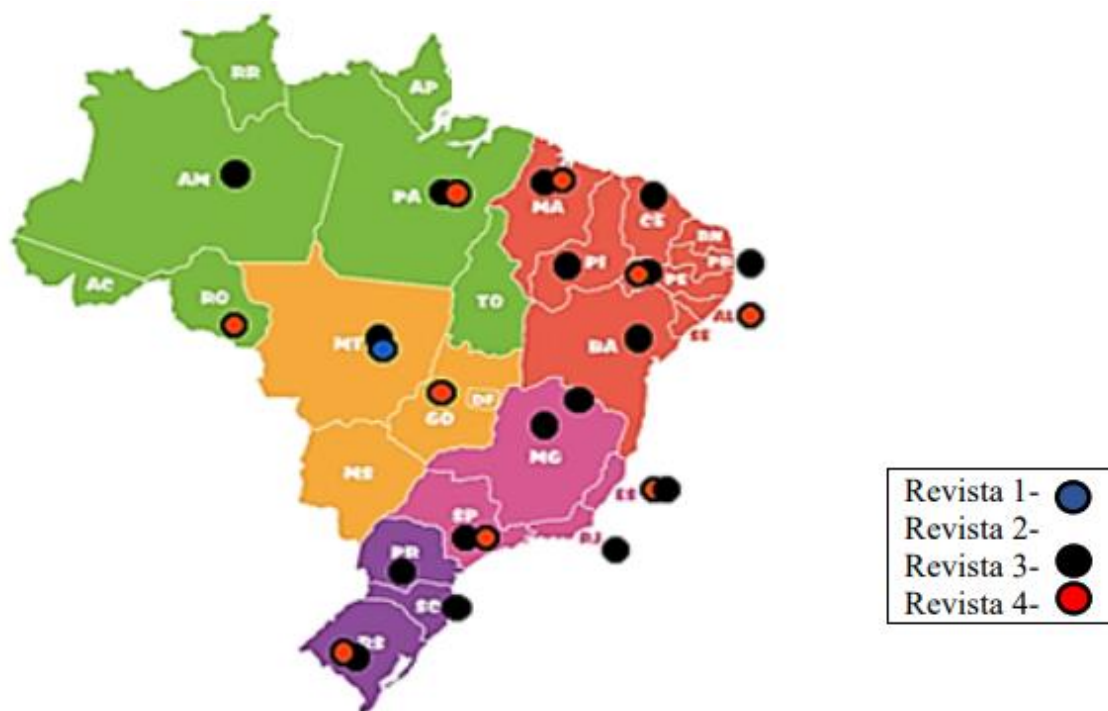 RR
AP
AM
PA
MA
CE
RN
PB
PI
PE
AC
TO
AL
RO
SE
BA
MT
DF
GO
MG
MS
ES
SP
RJ
PR
SC
RS
Revista 1-
Revista 2-
Revista 3-
Revista 4-